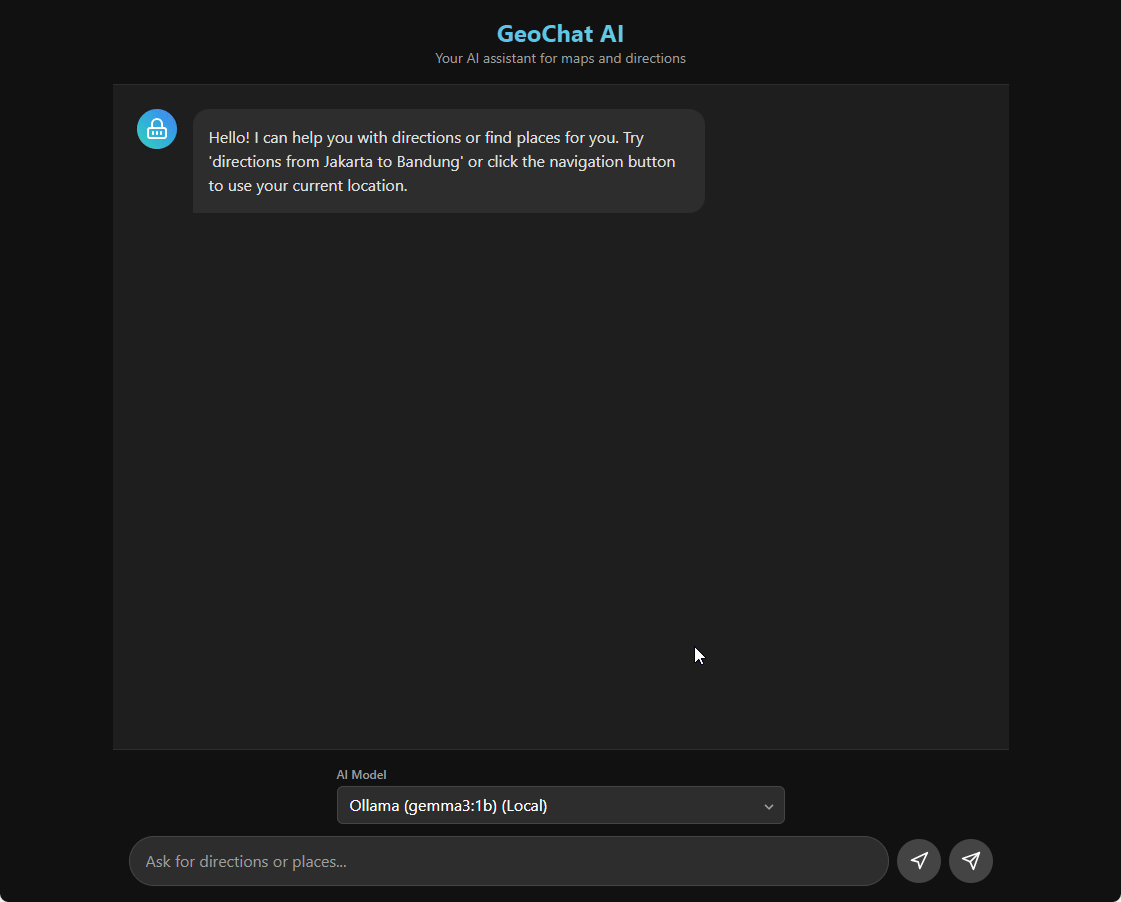 GeoChat AI
Your AI assistant for maps and directions
Hello! I can help you with directions or find places for you. Try
'directions from Jakarta to Bandung' or click the navigation button
to use your current location.
AI Model
Ollama (gemma3:1b) (Local)
Ask for directions or places...